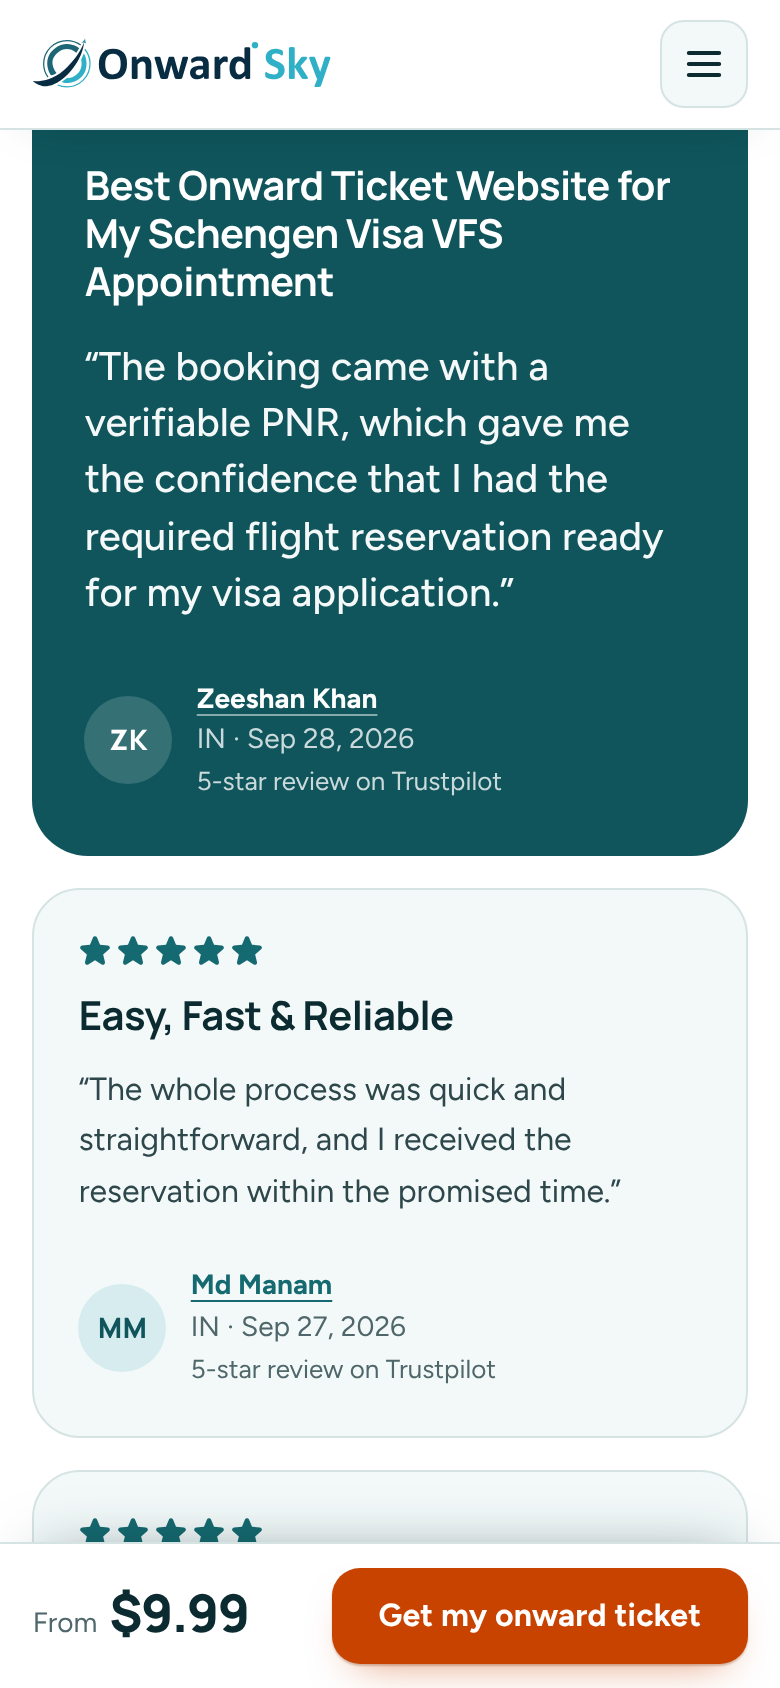 Onward Sky
Best Onward Ticket Website for
My Schengen Visa VFS
Appointment
“The booking came with a
verifiable PNR, which gave me
the confidence that I had the
required flight reservation ready
for my visa application.”
ZK
Zeeshan Khan
IN · Sep 28, 2026
5-star review on Trustpilot
Easy, Fast & Reliable
“The whole process was quick and
straightforward, and I received the
reservation within the promised time.”
MM
Md Manam
IN · Sep 27, 2026
5-star review on Trustpilot
From $9.99
Get my onward ticket